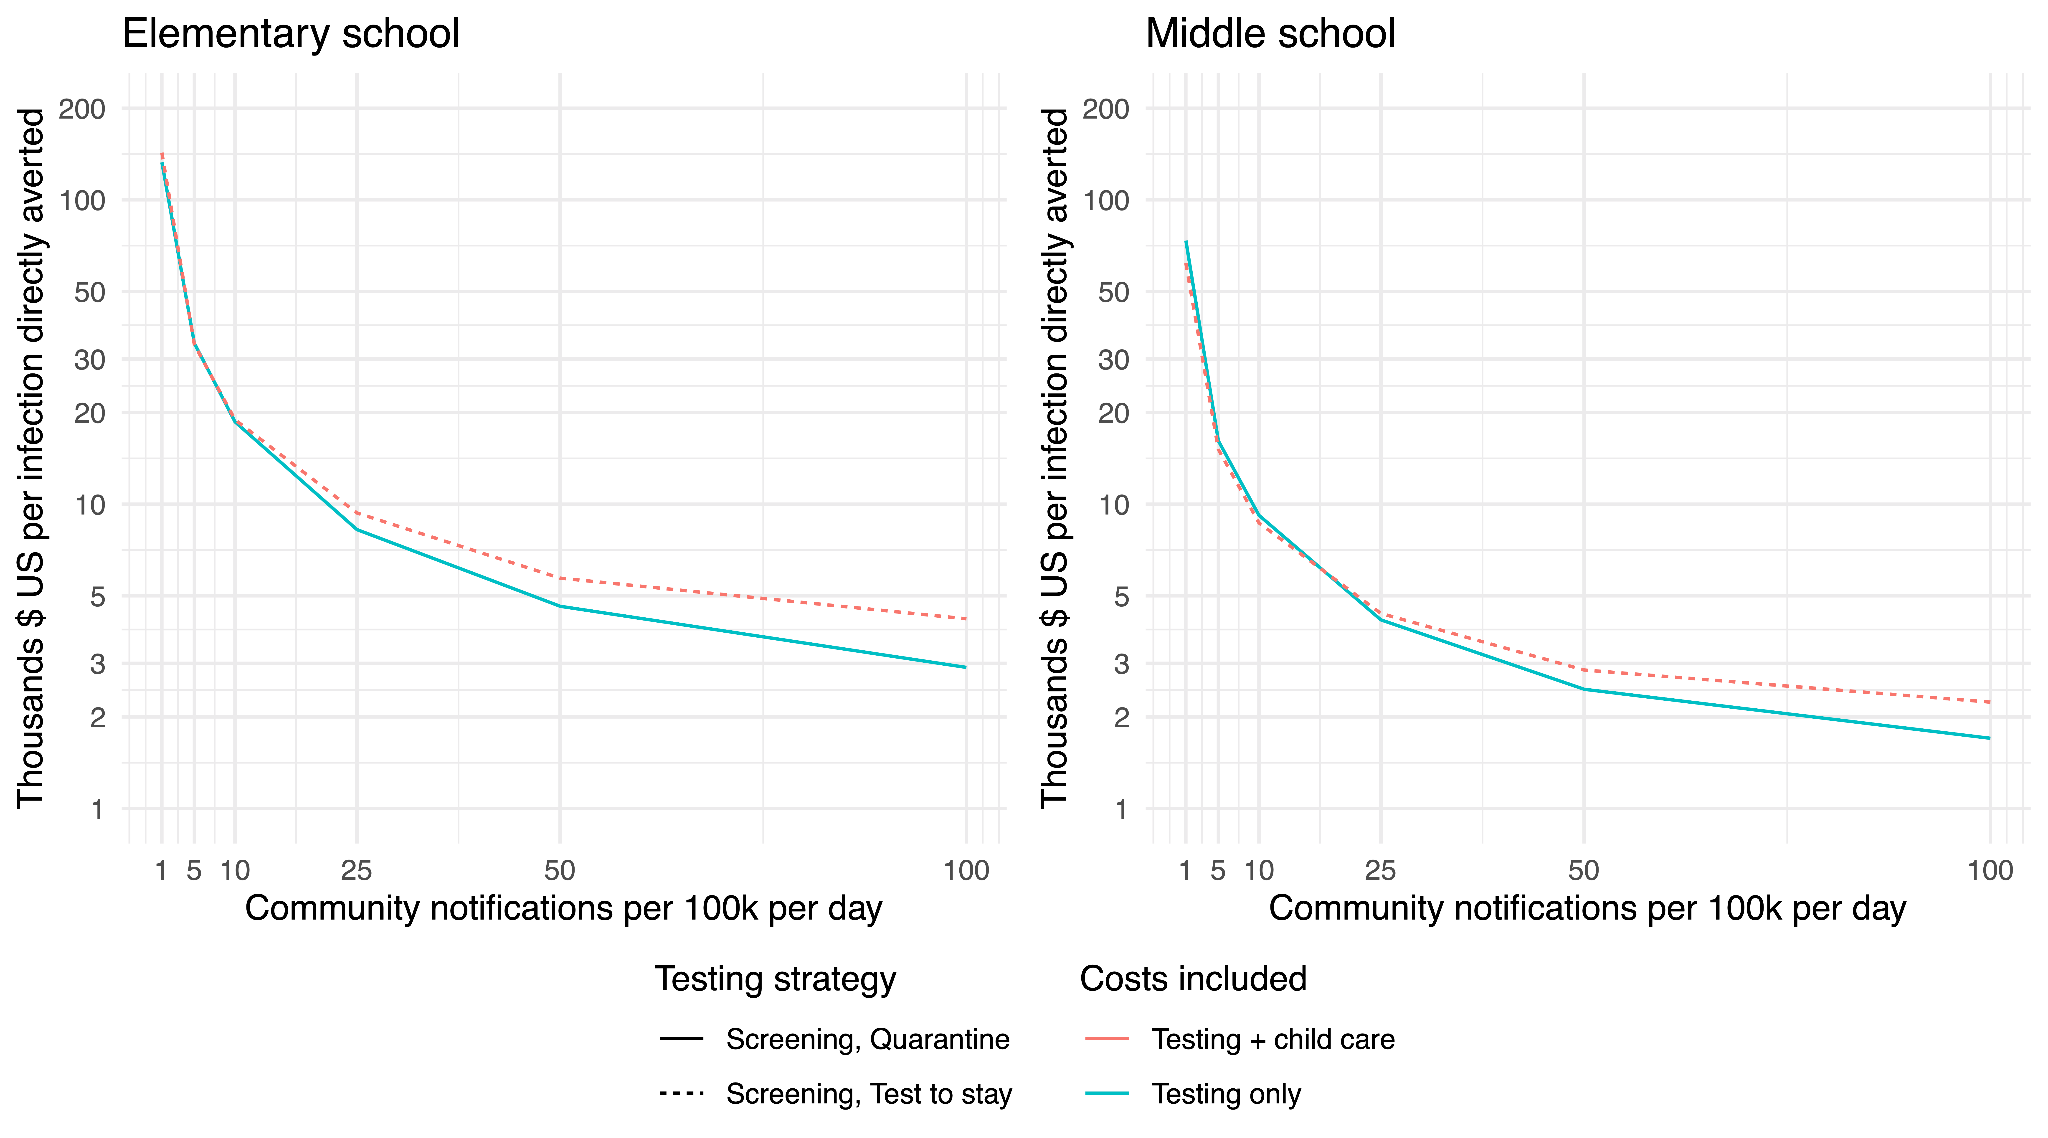 Elementary school
Thousands $ US per infection directly averted
200
100
50
30
20
10
5
3
2
1
1 5 10 25 50 100
Community notifications per 100k per day
Middle school
Thousands $ US per infection directly averted
200
100
50
30
20
10
5
3
2
1
1 5 10 25 50 100
Community notifications per 100k per day
Testing strategy
Screening, Quarantine
Screening, Test to stay
Costs included
Testing + child care
Testing only